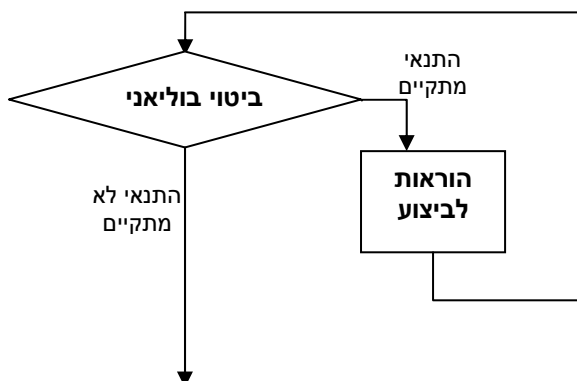 התנאי
מתקיים
ביטוי בוליאני
הוראות
לביצוע
התנאי לא
מתקיים